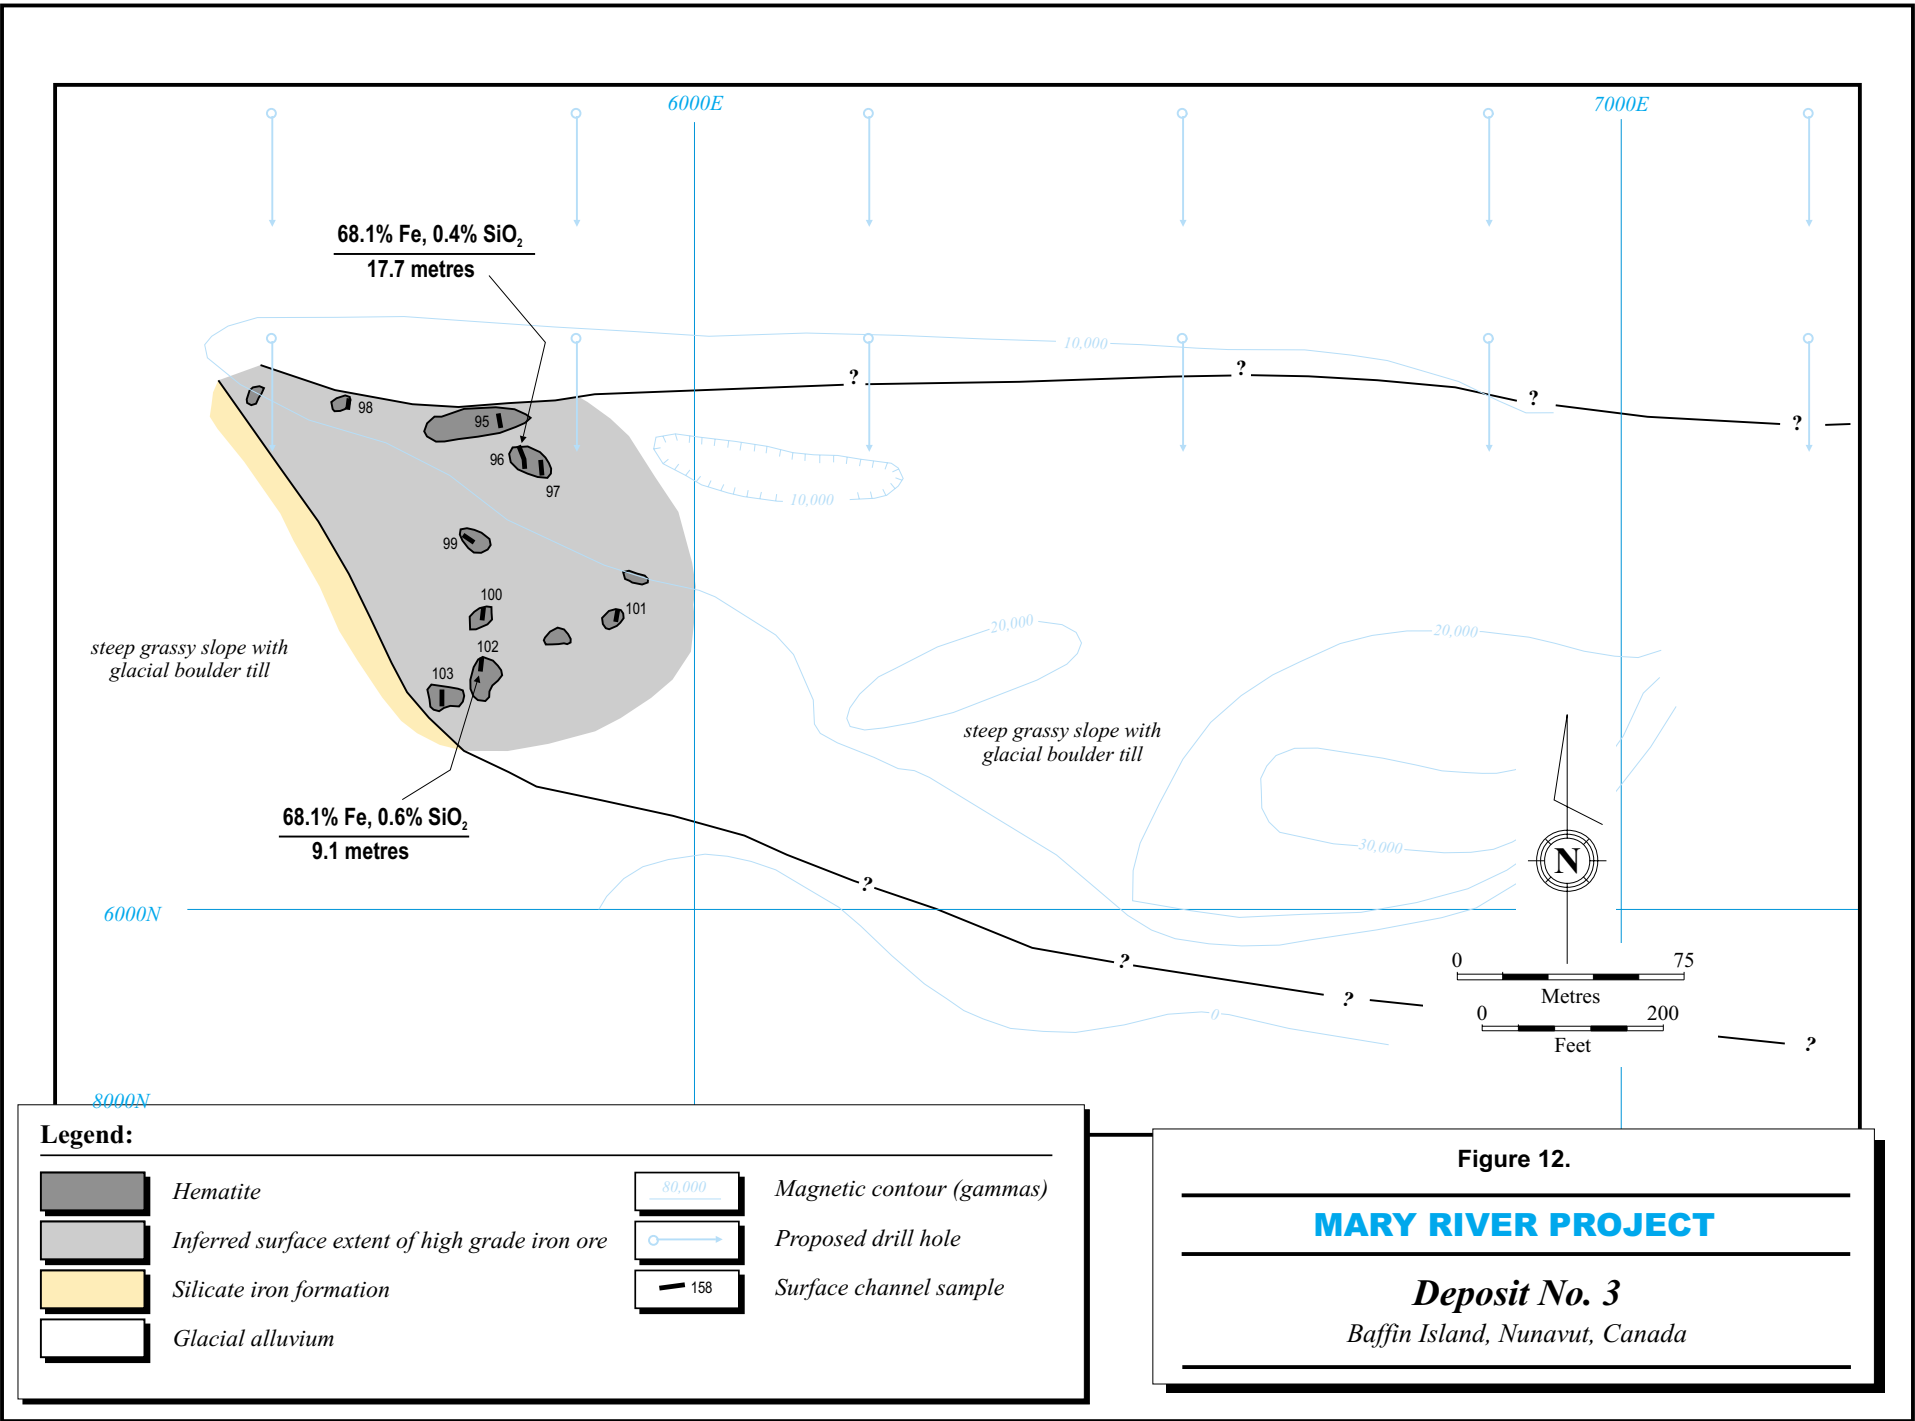 6000E
7000E
68.1% Fe, 0.4% SiO₂
17.7 metres
10,000
?
?
?
?
98
95
96
97
10,000
99
100
101
102
103
20,000
20,000
steep grassy slope with
glacial boulder till
steep grassy slope with
glacial boulder till
68.1% Fe, 0.6% SiO₂
9.1 metres
30,000
N
?
6000N
?
0 75
Metres
?
0
0 200
Feet
?
8000N
Legend:
Hematite
Inferred surface extent of high grade iron ore
Silicate iron formation
Glacial alluvium
80,000
Magnetic contour (gammas)
Proposed drill hole
158
Surface channel sample
Figure 12.
MARY RIVER PROJECT
Deposit No. 3
Baffin Island, Nunavut, Canada